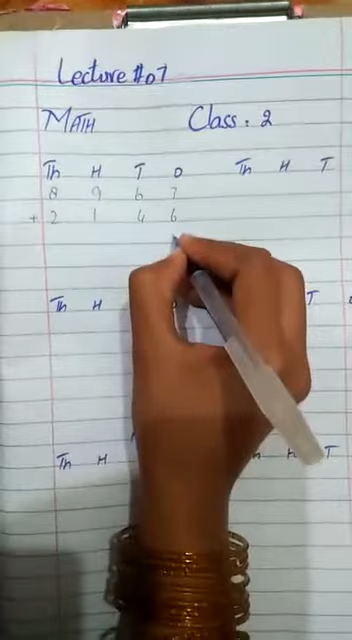 Lecture #07
MATH Class: 2
Th H T O Th H T
8 9 6 7
+ 2 1 4 6
Th H T
Th H H T